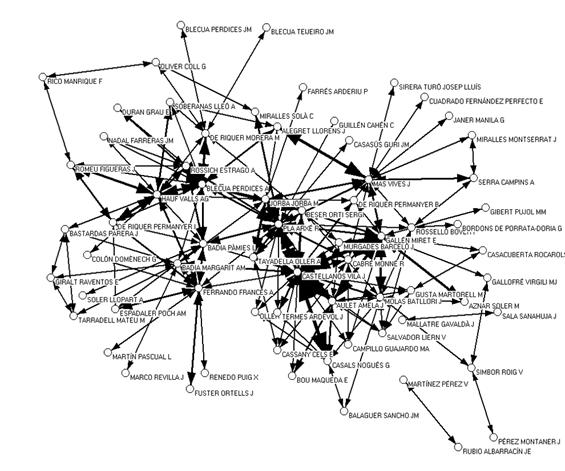 BLECUA PERDICES JM
BLECUA TEIJEIRO JM
OLIVER COLL G
RICO MANRIQUE F
SIRERA TURÓ JOSEP LLUÍS
FARRÉS ARDERIU P
CUADRADO FERNÁNDEZ PERFECTO E
DURAN GRAU E
SOBERANAS LLEÓ A
MIRALLES SOLÀ C
JANER MANILA G
GUILLÉN CAHÉN C
ALEGRET LLORENS J
DE RIQUER MORERA M
NADAL FARRERAS JM
CASASÚS GURI JM
MIRALLES MONTSERRAT J
ROMEU FIGUERAS J
ROSSICH ESTRAGO A
MAS VIVES J
SERRA CAMPINS A
BLECUA PERDICES A
HAUF VALLS AG
JORBA JORBA M
DE RIQUER PERMANYER B
BESER ORTI SERGI
GIBERT PUJOL MM
DE RIQUER PERMANYER I
BORDONS DE PORRATA-DORIA G
BASTARDAS PARERA J
PLA ARXÉ R
ROSSELLÓ BOVER P
GALLÉN MIRET E
BADIA PÀMIES L
MURGADES BARCELÓ J
CASACUBERTA ROCAROLS
COLÓN DOMÈNECH G
TAYADELLA OLLER A
CABRÉ MONNÉ R
BADIA MARGARIT AM
CASTELLANOS VILA J
GIRALT RAVENTOS E
GALLOFRÉ VIRGILI MJ
FERRANDO FRANCES A
GUSTA MARTORELL M
SOLER LLOPART A
AULET AMELA J
MOLAS BATLLORI J
AZNAR SOLER M
ESPADALER POCH AM
TARRADELL MATEU M
OLLER
TERMES ARDÈVOL J
SALA SANAHUJA J
MALLATRE GAVALDÀ J
SALVADOR LIERN V
CAMPILLO GUAJARDO MA
MARTÍN PASCUAL L
CASSANY CELS E
CASALS NOGUÉS G
SIMBOR ROIG V
MARCO REVILLA J
RENEDO PUIG X
BOU MAQUEDA E
MARTÍNEZ PÉREZ V
FUSTER ORTELLS J
BALAGUER SANCHO JM
PÉREZ MONTANER J
RUBIO ALBARRACÍN JE